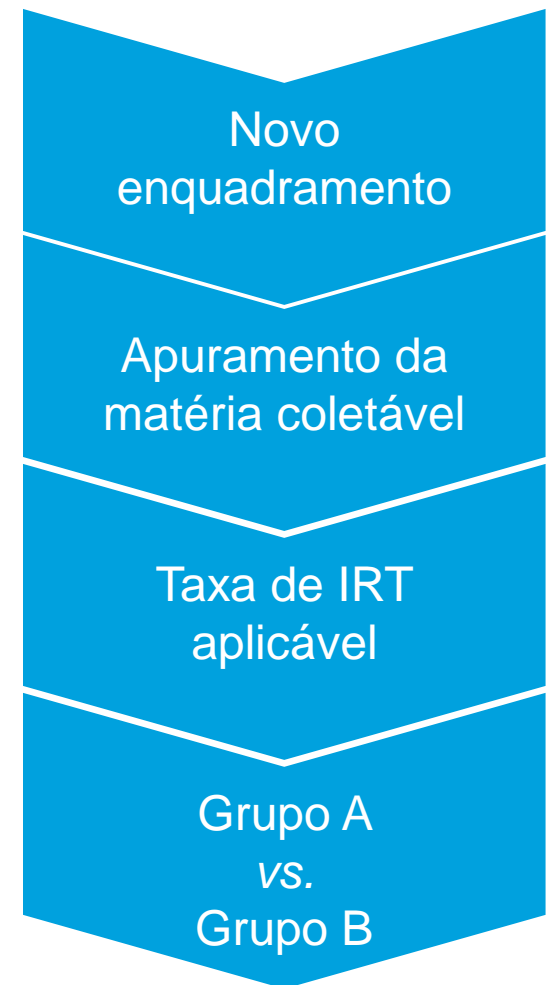 Novo
enquadramento
Apuramento da
matéria coletável
Taxa de IRT
aplicável
Grupo A
vs.
Grupo B